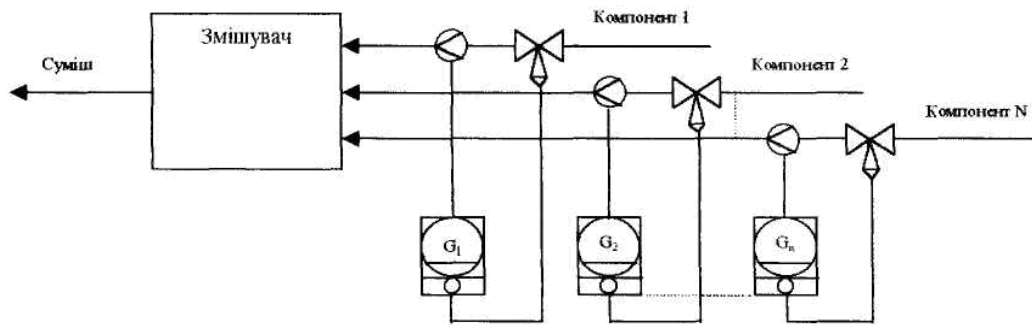 Компонент 1
Змішувач
Суміш
Компонент 2
Компонент N
G1
G2
Gn